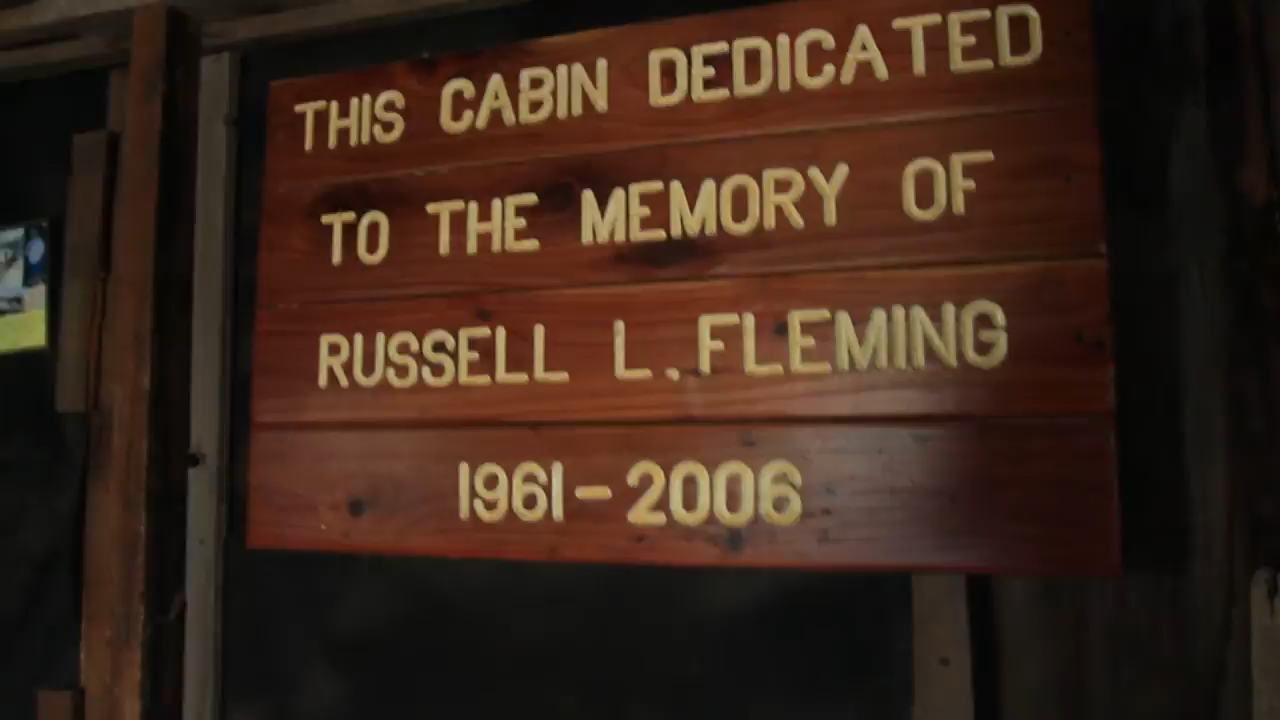 THIS CABIN DEDICATED
TO THE MEMORY OF
RUSSELL L. FLEMING
1961-2006